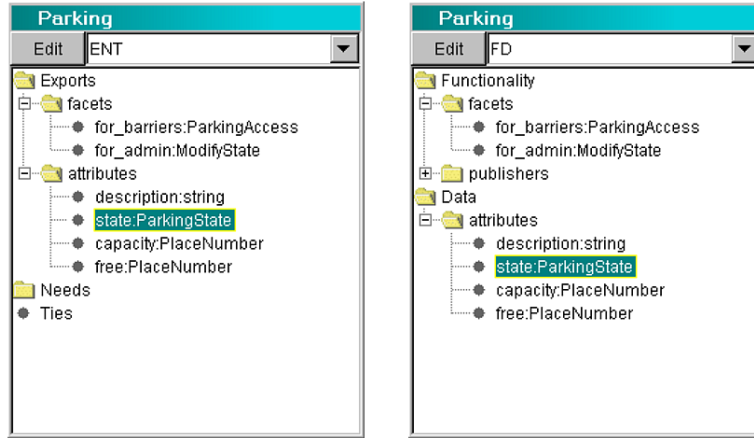 Parking
Edit ENT
Exports
facets
for_barriers:ParkingAccess
for_admin:ModifyState
attributes
description:string
state:ParkingState
capacity:PlaceNumber
free:PlaceNumber
Needs
Ties
Parking
Edit FD
Functionality
facets
for_barriers:ParkingAccess
for_admin:ModifyState
publishers
Data
attributes
description:string
state:ParkingState
capacity:PlaceNumber
free:PlaceNumber